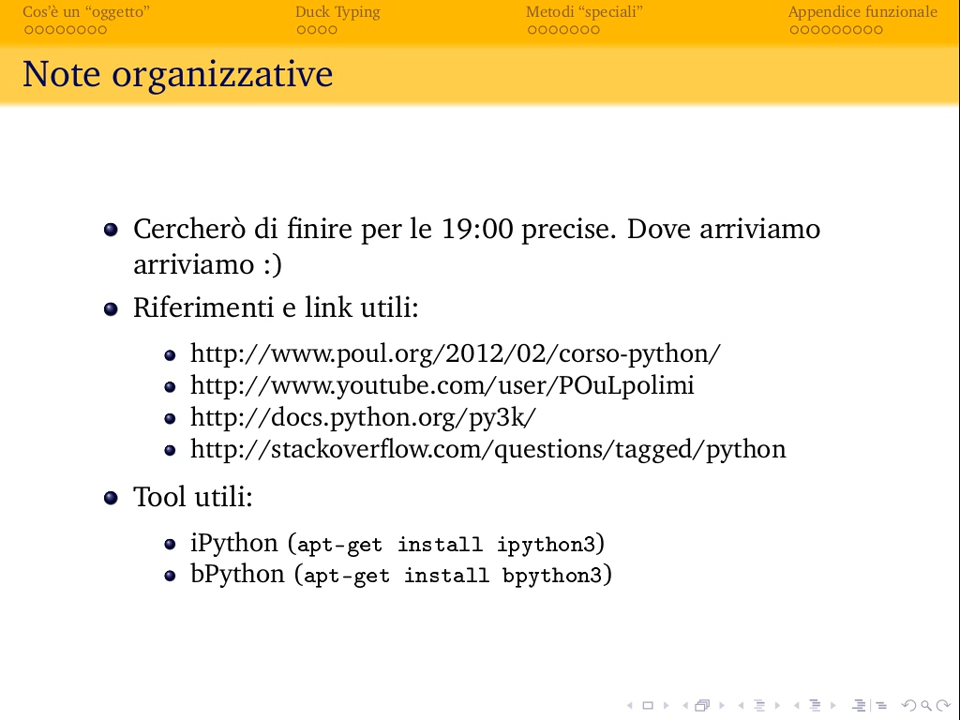 Cos'è un “oggetto” Duck Typing Metodi “speciali” Appendice funzionale
Note organizzative
Cercherò di finire per le 19:00 precise. Dove arriviamo
arriviamo :)
Riferimenti e link utili:
http://www.poul.org/2012/02/corso-python/
http://www.youtube.com/user/POuLpolimi
http://docs.python.org/py3k/
http://stackoverflow.com/questions/tagged/python
Tool utili:
iPython (apt-get install ipython3)
bPython (apt-get install bpython3)